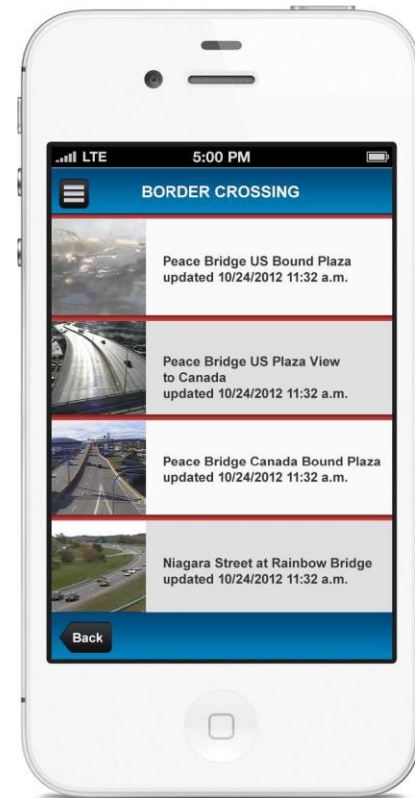 LTE
5:00 PM
BORDER CROSSING
Peace Bridge US Bound Plaza
updated 10/24/2012 11:32 a.m.
Peace Bridge US Plaza View
to Canada
updated 10/24/2012 11:32 a.m.
Peace Bridge Canada Bound Plaza
updated 10/24/2012 11:32 a.m.
Niagara Street at Rainbow Bridge
updated 10/24/2012 11:32 a.m.
Back